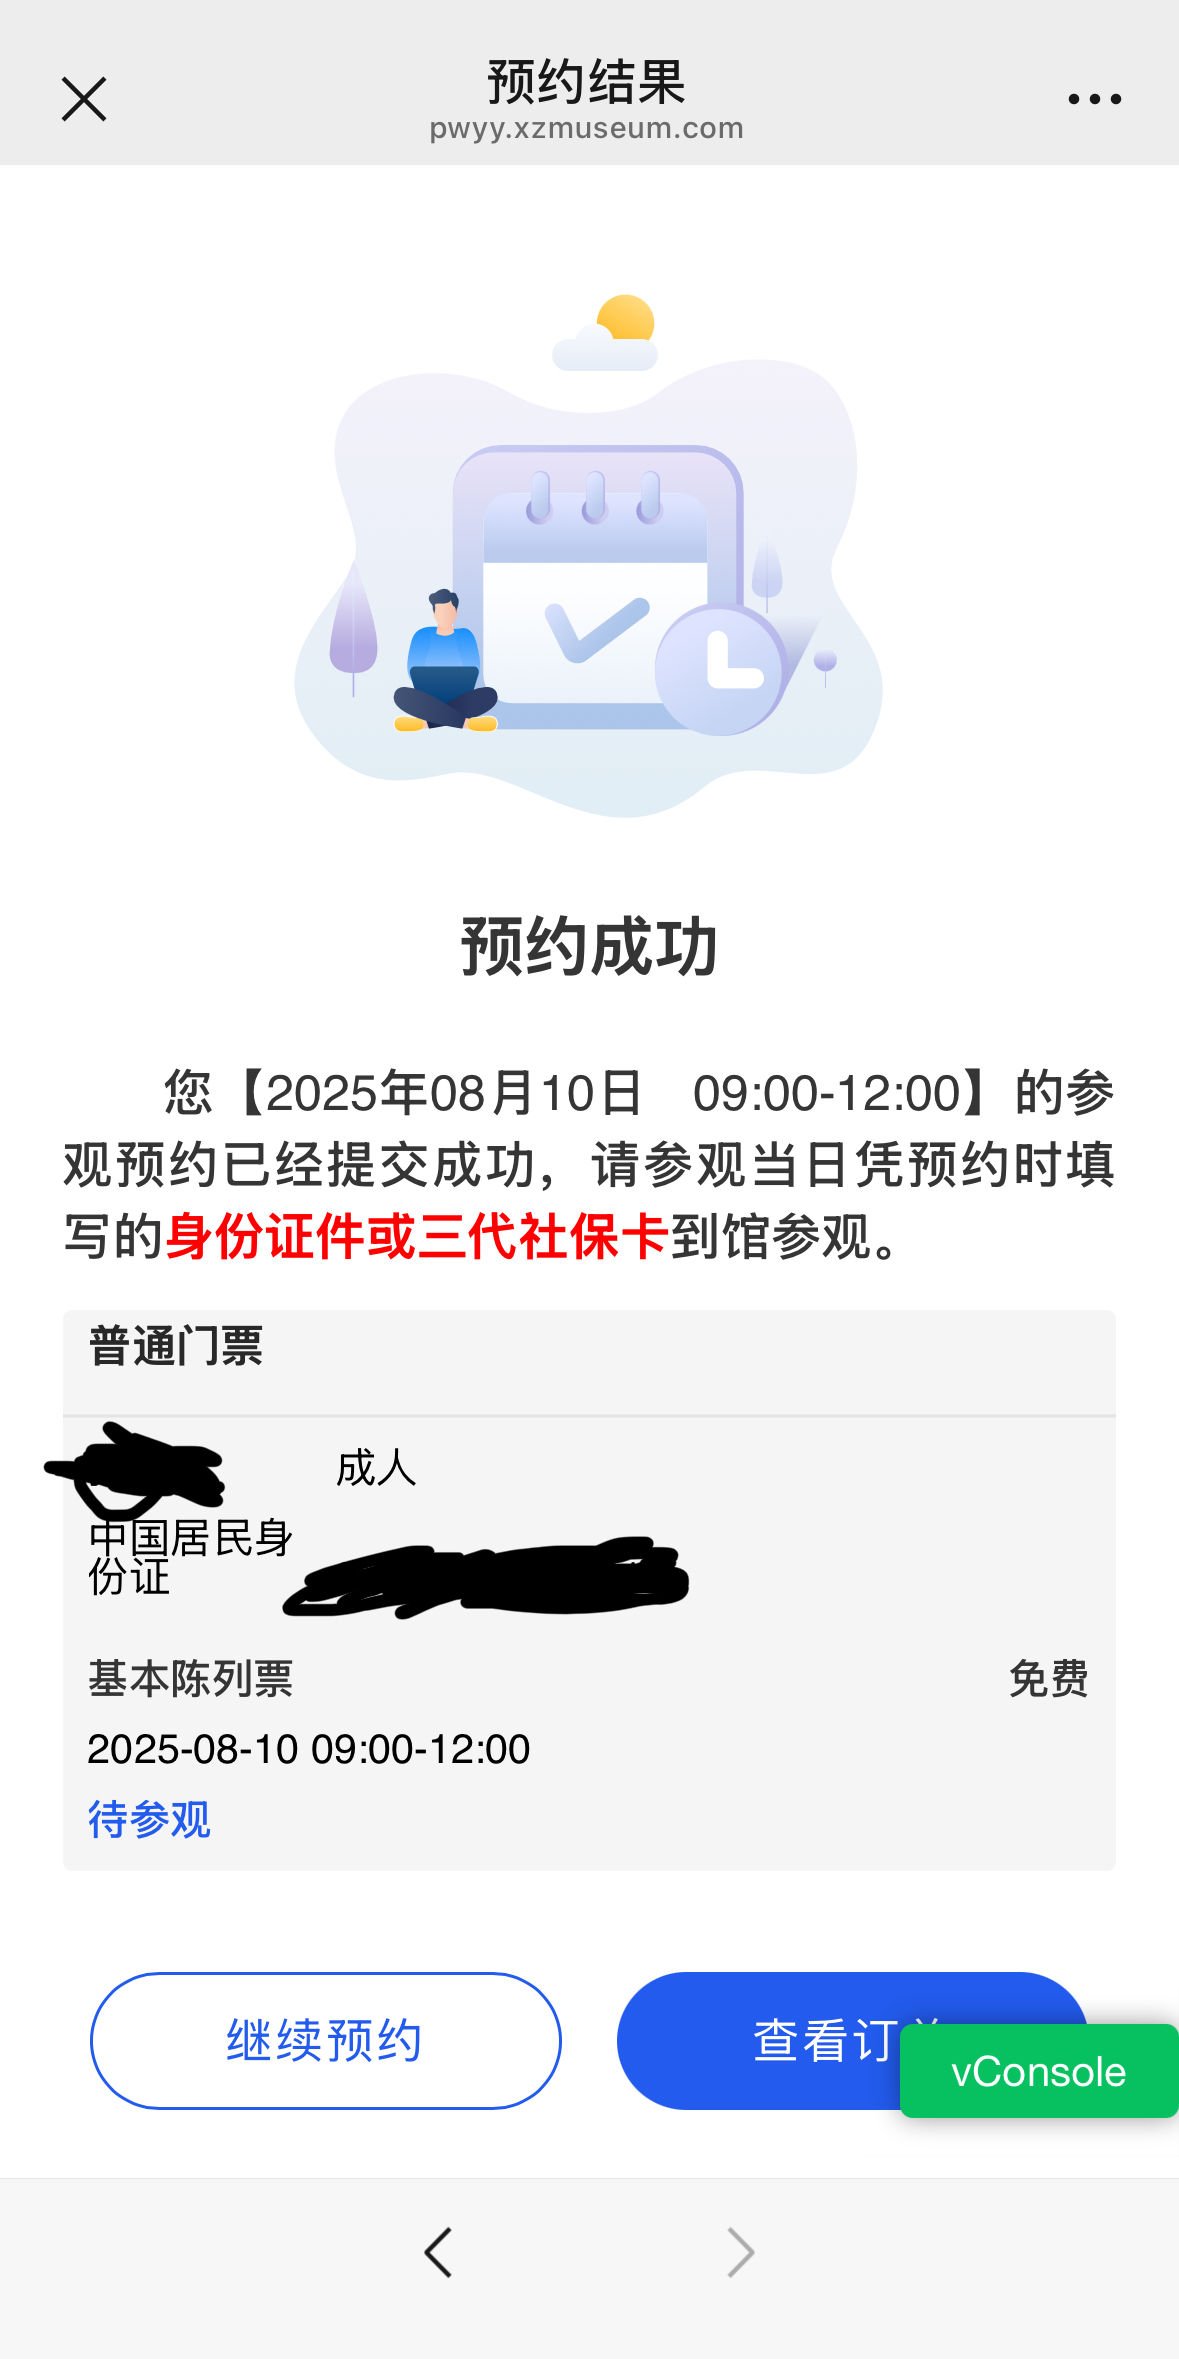 预约结果
pwyy.xzmuseum.com
预约成功
您【2025年08月10日 09:00-12:00】的参
观预约已经提交成功，请参观当日凭预约时填
写的身份证件或三代社保卡到馆参观。
普通门票
成人
中国居民身
份证
基本陈列票 免费
2025-08-10 09:00-12:00
待参观
继续预约 查看订
vConsole